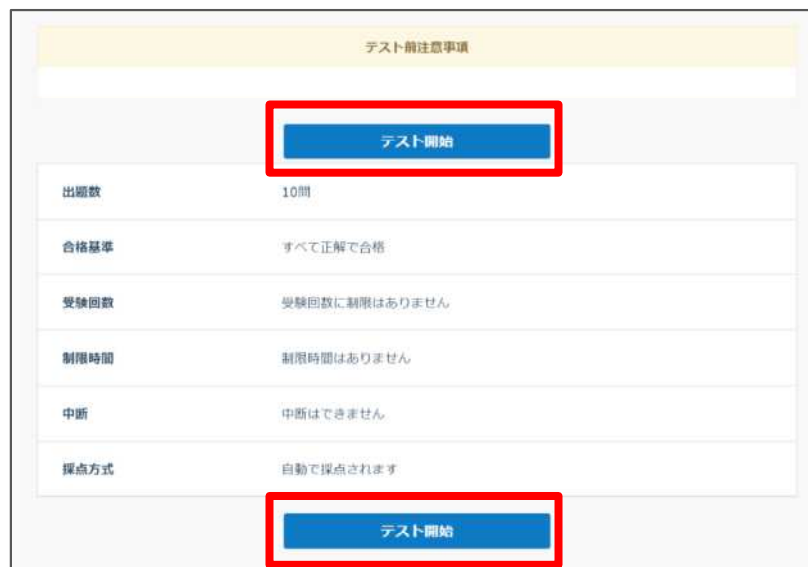 テスト前注意事項
テスト開始
出題数 10問
合格基準 すべて正解で合格
受験回数 受験回数に制限はありません
制限時間 制限時間はありません
中断 中断はできません
採点方式 自動で採点されます
テスト開始